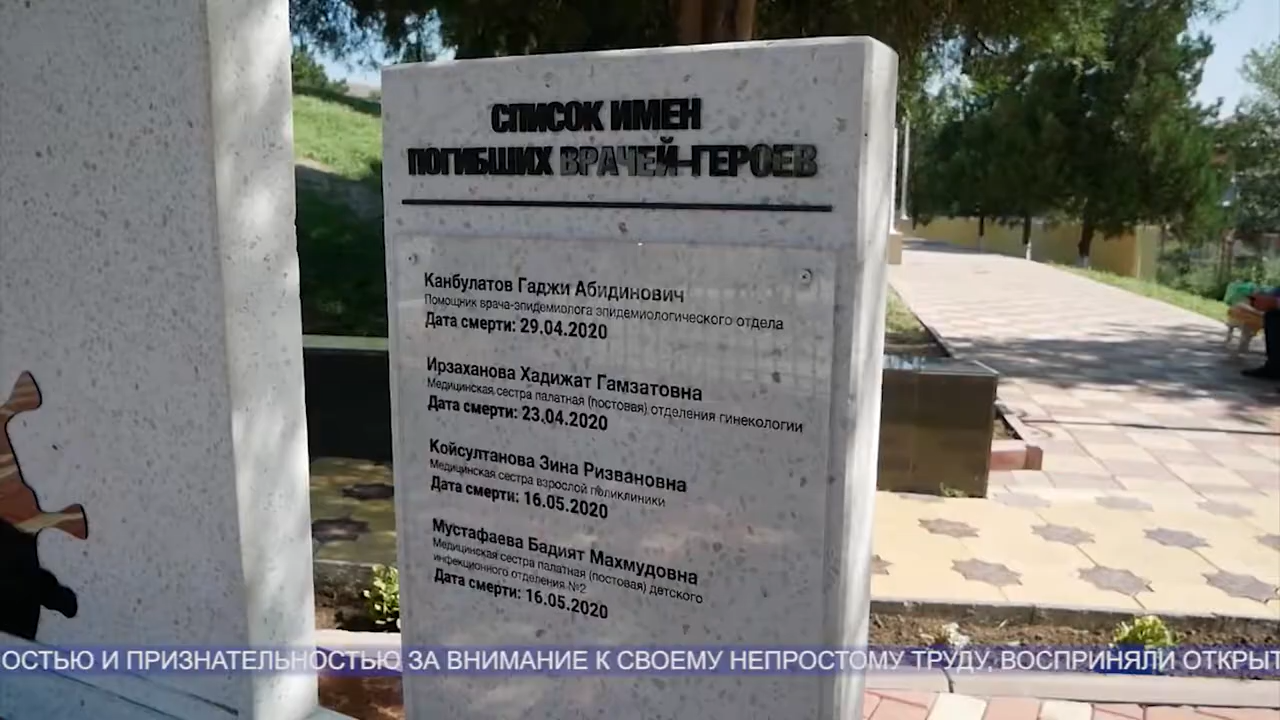 СПИСОК ИМЕН
ПОГИБШИХ ВРАЧЕЙ-ГЕРОЕВ
Канбулатов Гаджи Абидинович
Помощник врача-эпидемиолога эпидемиологического отдела
Дата смерти: 29.04.2020
Ирзаханова Хадижат Гамзатовна
Медицинская сестра палатная (постовая) отделения гинекологии
Дата смерти: 23.04.2020
Койсултанова Зина Ризвановна
Медицинская сестра взрослой поликлиники
Дата смерти: 16.05.2020
Мустафаева Бадият Махмудовна
Медицинская сестра палатная (постовая) детского
инфекционного отделения №2
Дата смерти: 16.05.2020
ОСТЬЮ И ПРИЗНАТЕЛЬНОСТЬЮ ЗА ВНИМАНИЕ К СВОЕМУ НЕПРОСТОМУ ТРУДУ, ВОСПРИНЯЛИ ОТКРЫТ